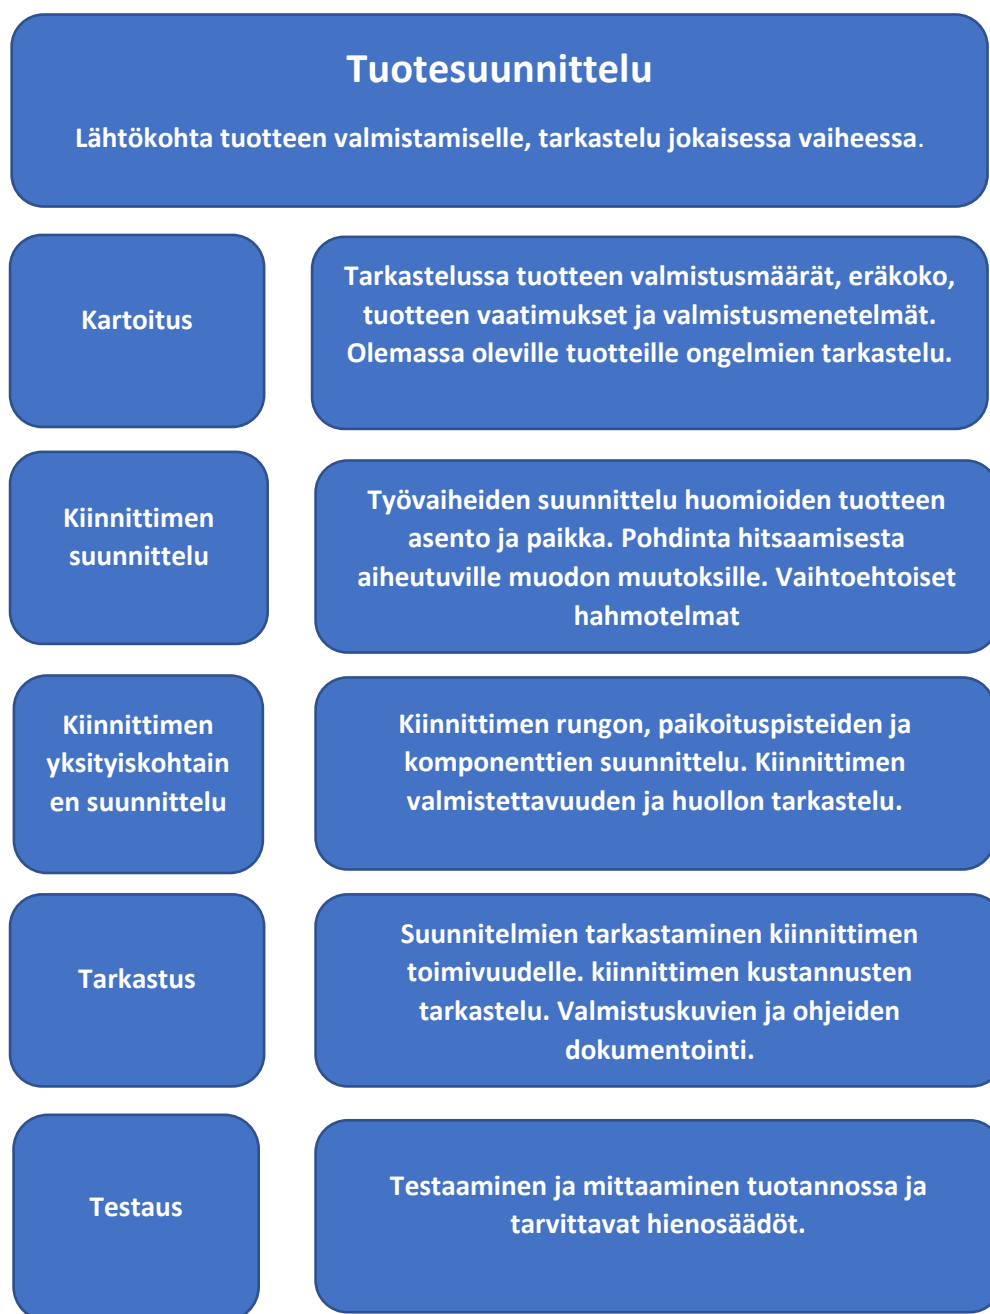 Tuotesuunnittelu
Lähtökohta tuotteen valmistamiselle, tarkastelu jokaisessa vaiheessa.
Kartoitus
Tarkastelussa tuotteen valmistusmäärät, eräkoko,
tuotteen vaatimukset ja valmistusmenetelmät.
Olemassa oleville tuotteille ongelmien tarkastelu.
Kiinnittimen
suunnittelu
Työvaiheiden suunnittelu huomioiden tuotteen
asento ja paikka. Pohdinta hitsaamisesta
aiheutuville muodon muutoksille. Vaihtoehtoiset
hahmotelmat
Kiinnittimen
yksityiskohtain
en suunnittelu
Kiinnittimen rungon, paikoituspisteiden ja
komponenttien suunnittelu. Kiinnittimen
valmistettavuuden ja huollon tarkastelu.
Tarkastus
Suunnitelmien tarkastaminen kiinnittimen
toimivuudelle. kiinnittimen kustannusten
tarkastelu. Valmistuskuvien ja ohjeiden
dokumentointi.
Testaus
Testaaminen ja mittaaminen tuotannossa ja
tarvittavat hienosäädöt.